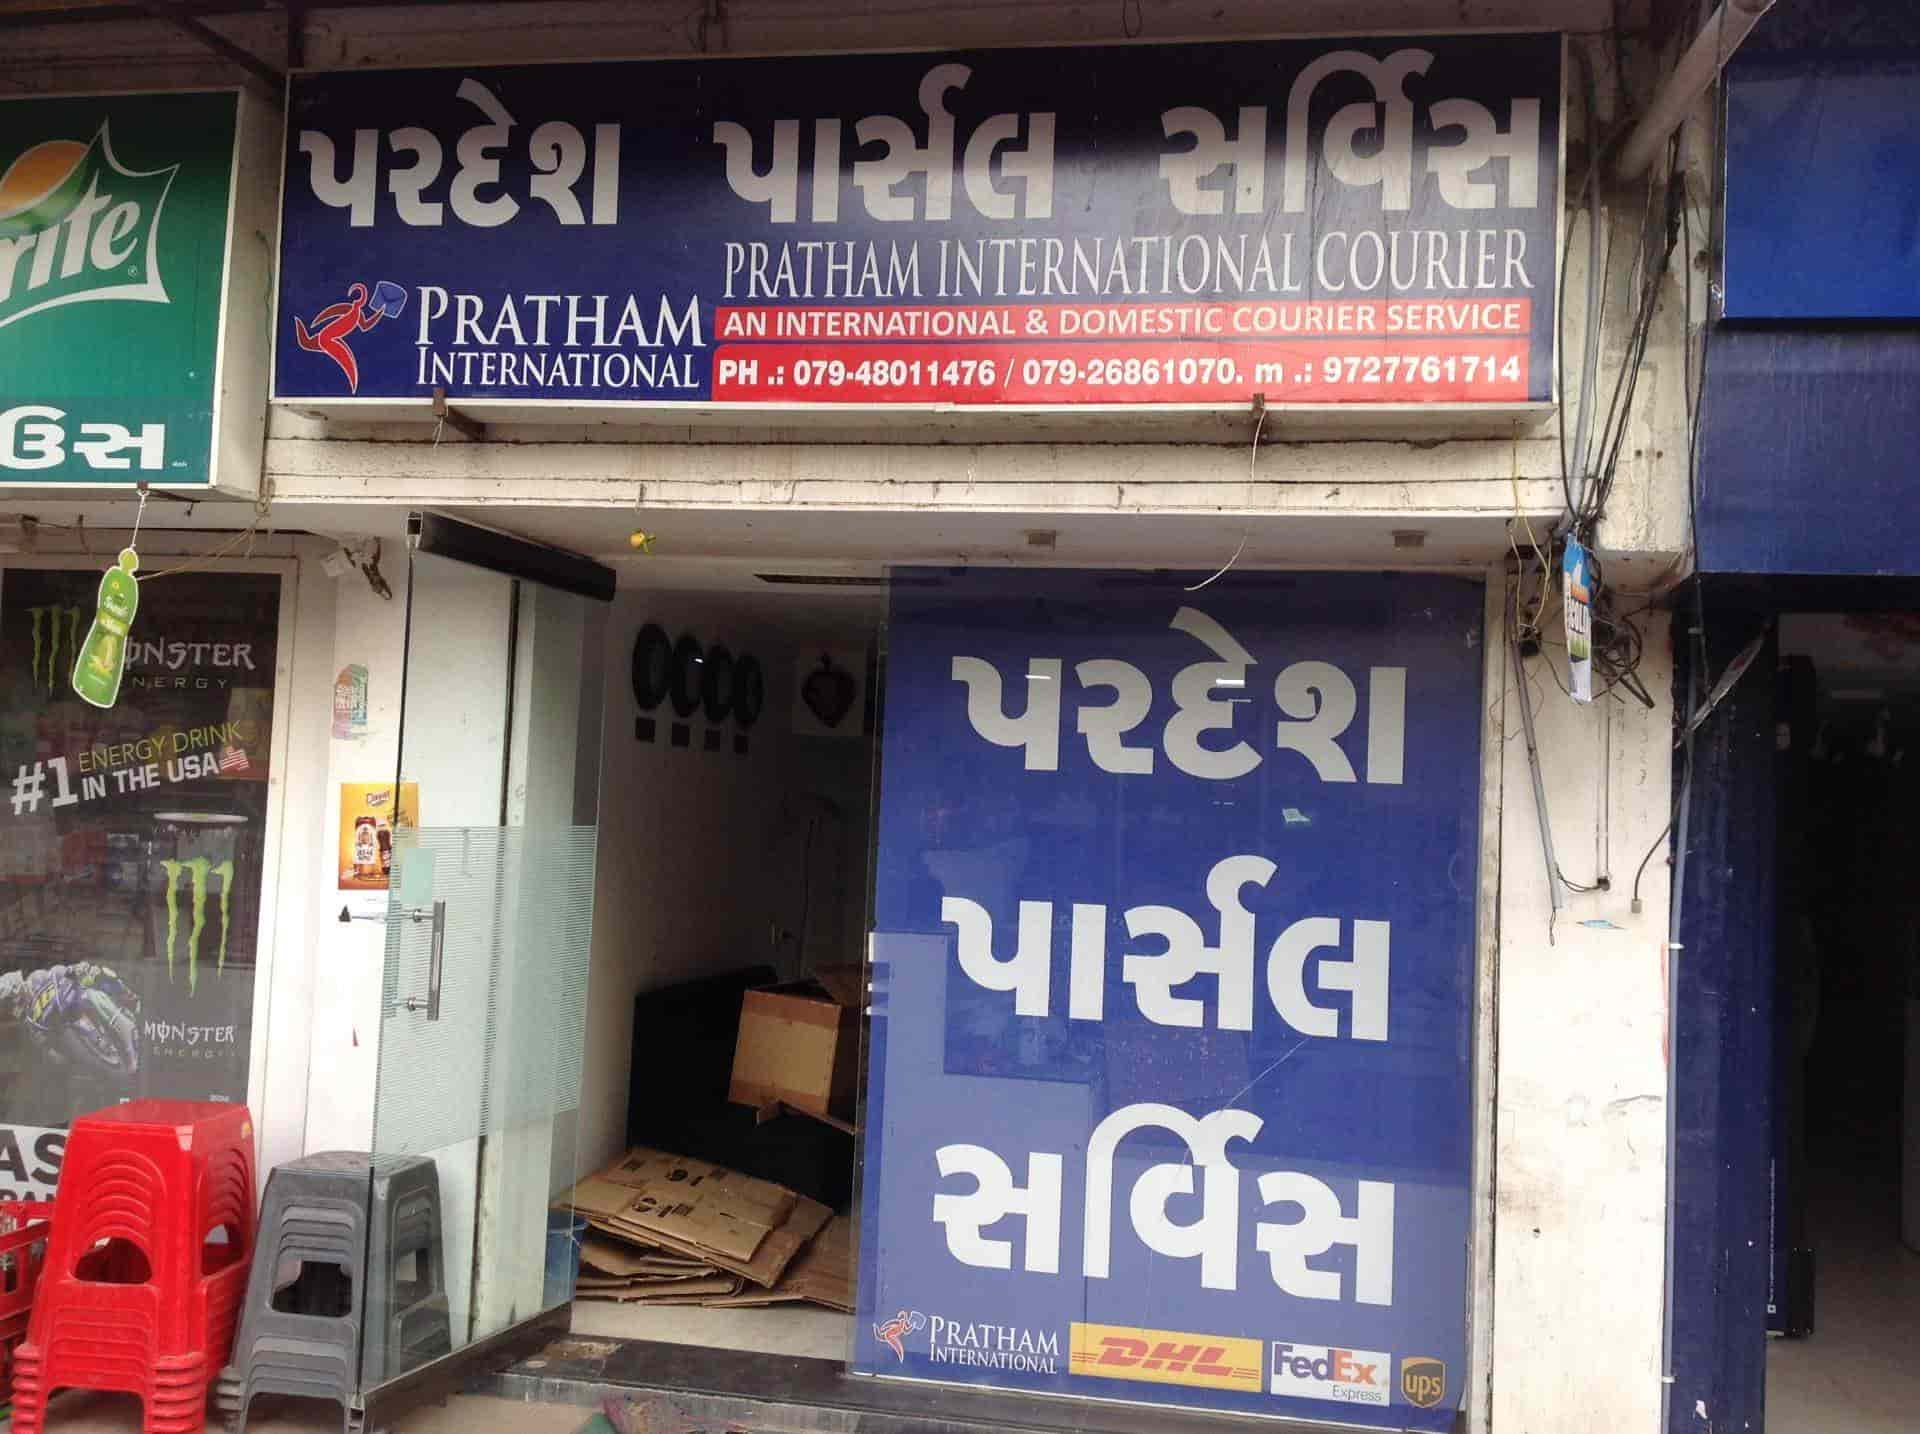 પરદેશ પાર્સલ સર્વિસ
PRATHAM INTERNATIONAL COURIER
PRATHAM
INTERNATIONAL
AN INTERNATIONAL & DOMESTIC COURIER SERVICE
PH .: 079-48011476 / 079-26861070. m .: 9727761714
rite
MONSTER
ENERGY
#1 ENERGY DRINK
IN THE USA
MONSTER
ENERGY
પરદેશ
પાર્સલ
સર્વિસ
PRATHAM
INTERNATIONAL
DHL
FedEx
Express
ups